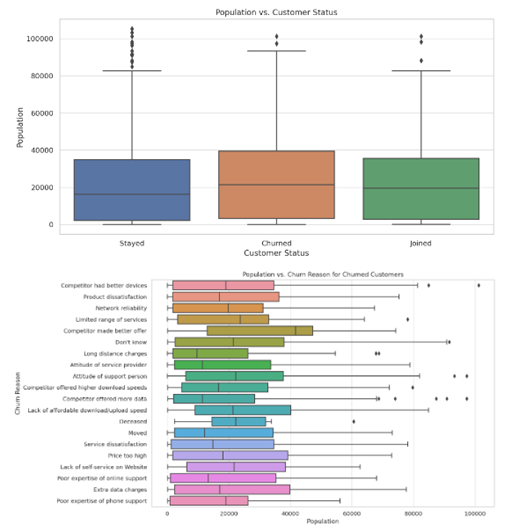 Population vs. Customer Status
100000
80000
60000
40000
20000
0
Population
Stayed
Churned
Joined
Customer Status
Population vs. Churn Reason for Churned Customers
Competitor had better devices
Product dissatisfaction
Network reliability
Limited range of services
Competitor made better offer
Don't know
Long distance charges
Attitude of service provider
Attitude of support person
Competitor offered higher download speeds
Competitor offered more data
Lack of affordable download/upload speed
Deceased
Moved
Service dissatisfaction
Price too high
Lack of self-service on Website
Poor expertise of online support
Extra data charges
Poor expertise of phone support
Churn Reason
0 20000 40000 60000 80000 100000
Population